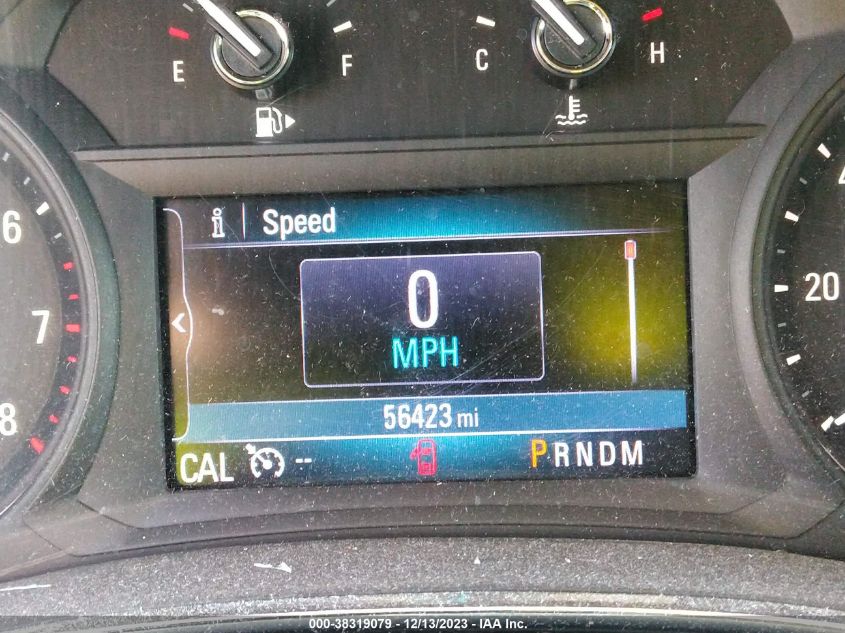 E F C H
i Speed
6
7
8
0
MPH
20
56423 mi
CAL -- PRNDM
000-38319079 - 12/13/2023 - IAA Inc.